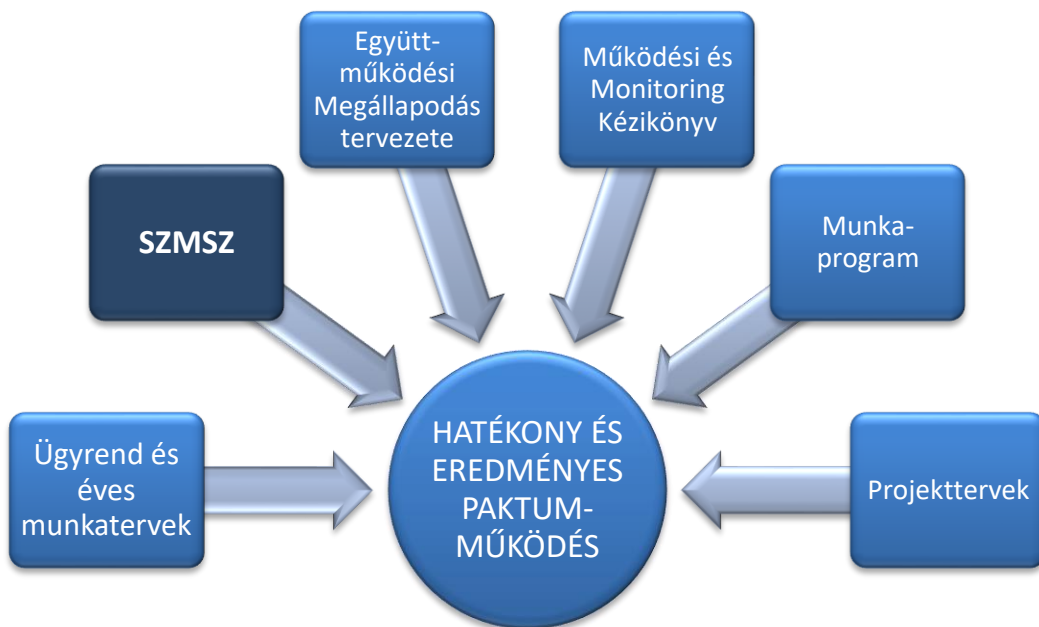 Együtt-
működési
Megállapodás
tervezete
Működési és
Monitoring
Kézikönyv
SZMSZ
Munka-
program
Ügyrend és
éves
munkatervek
HATÉKONY ÉS
EREDMÉNYES
PAKTUM-
MŰKÖDÉS
Projekttervek